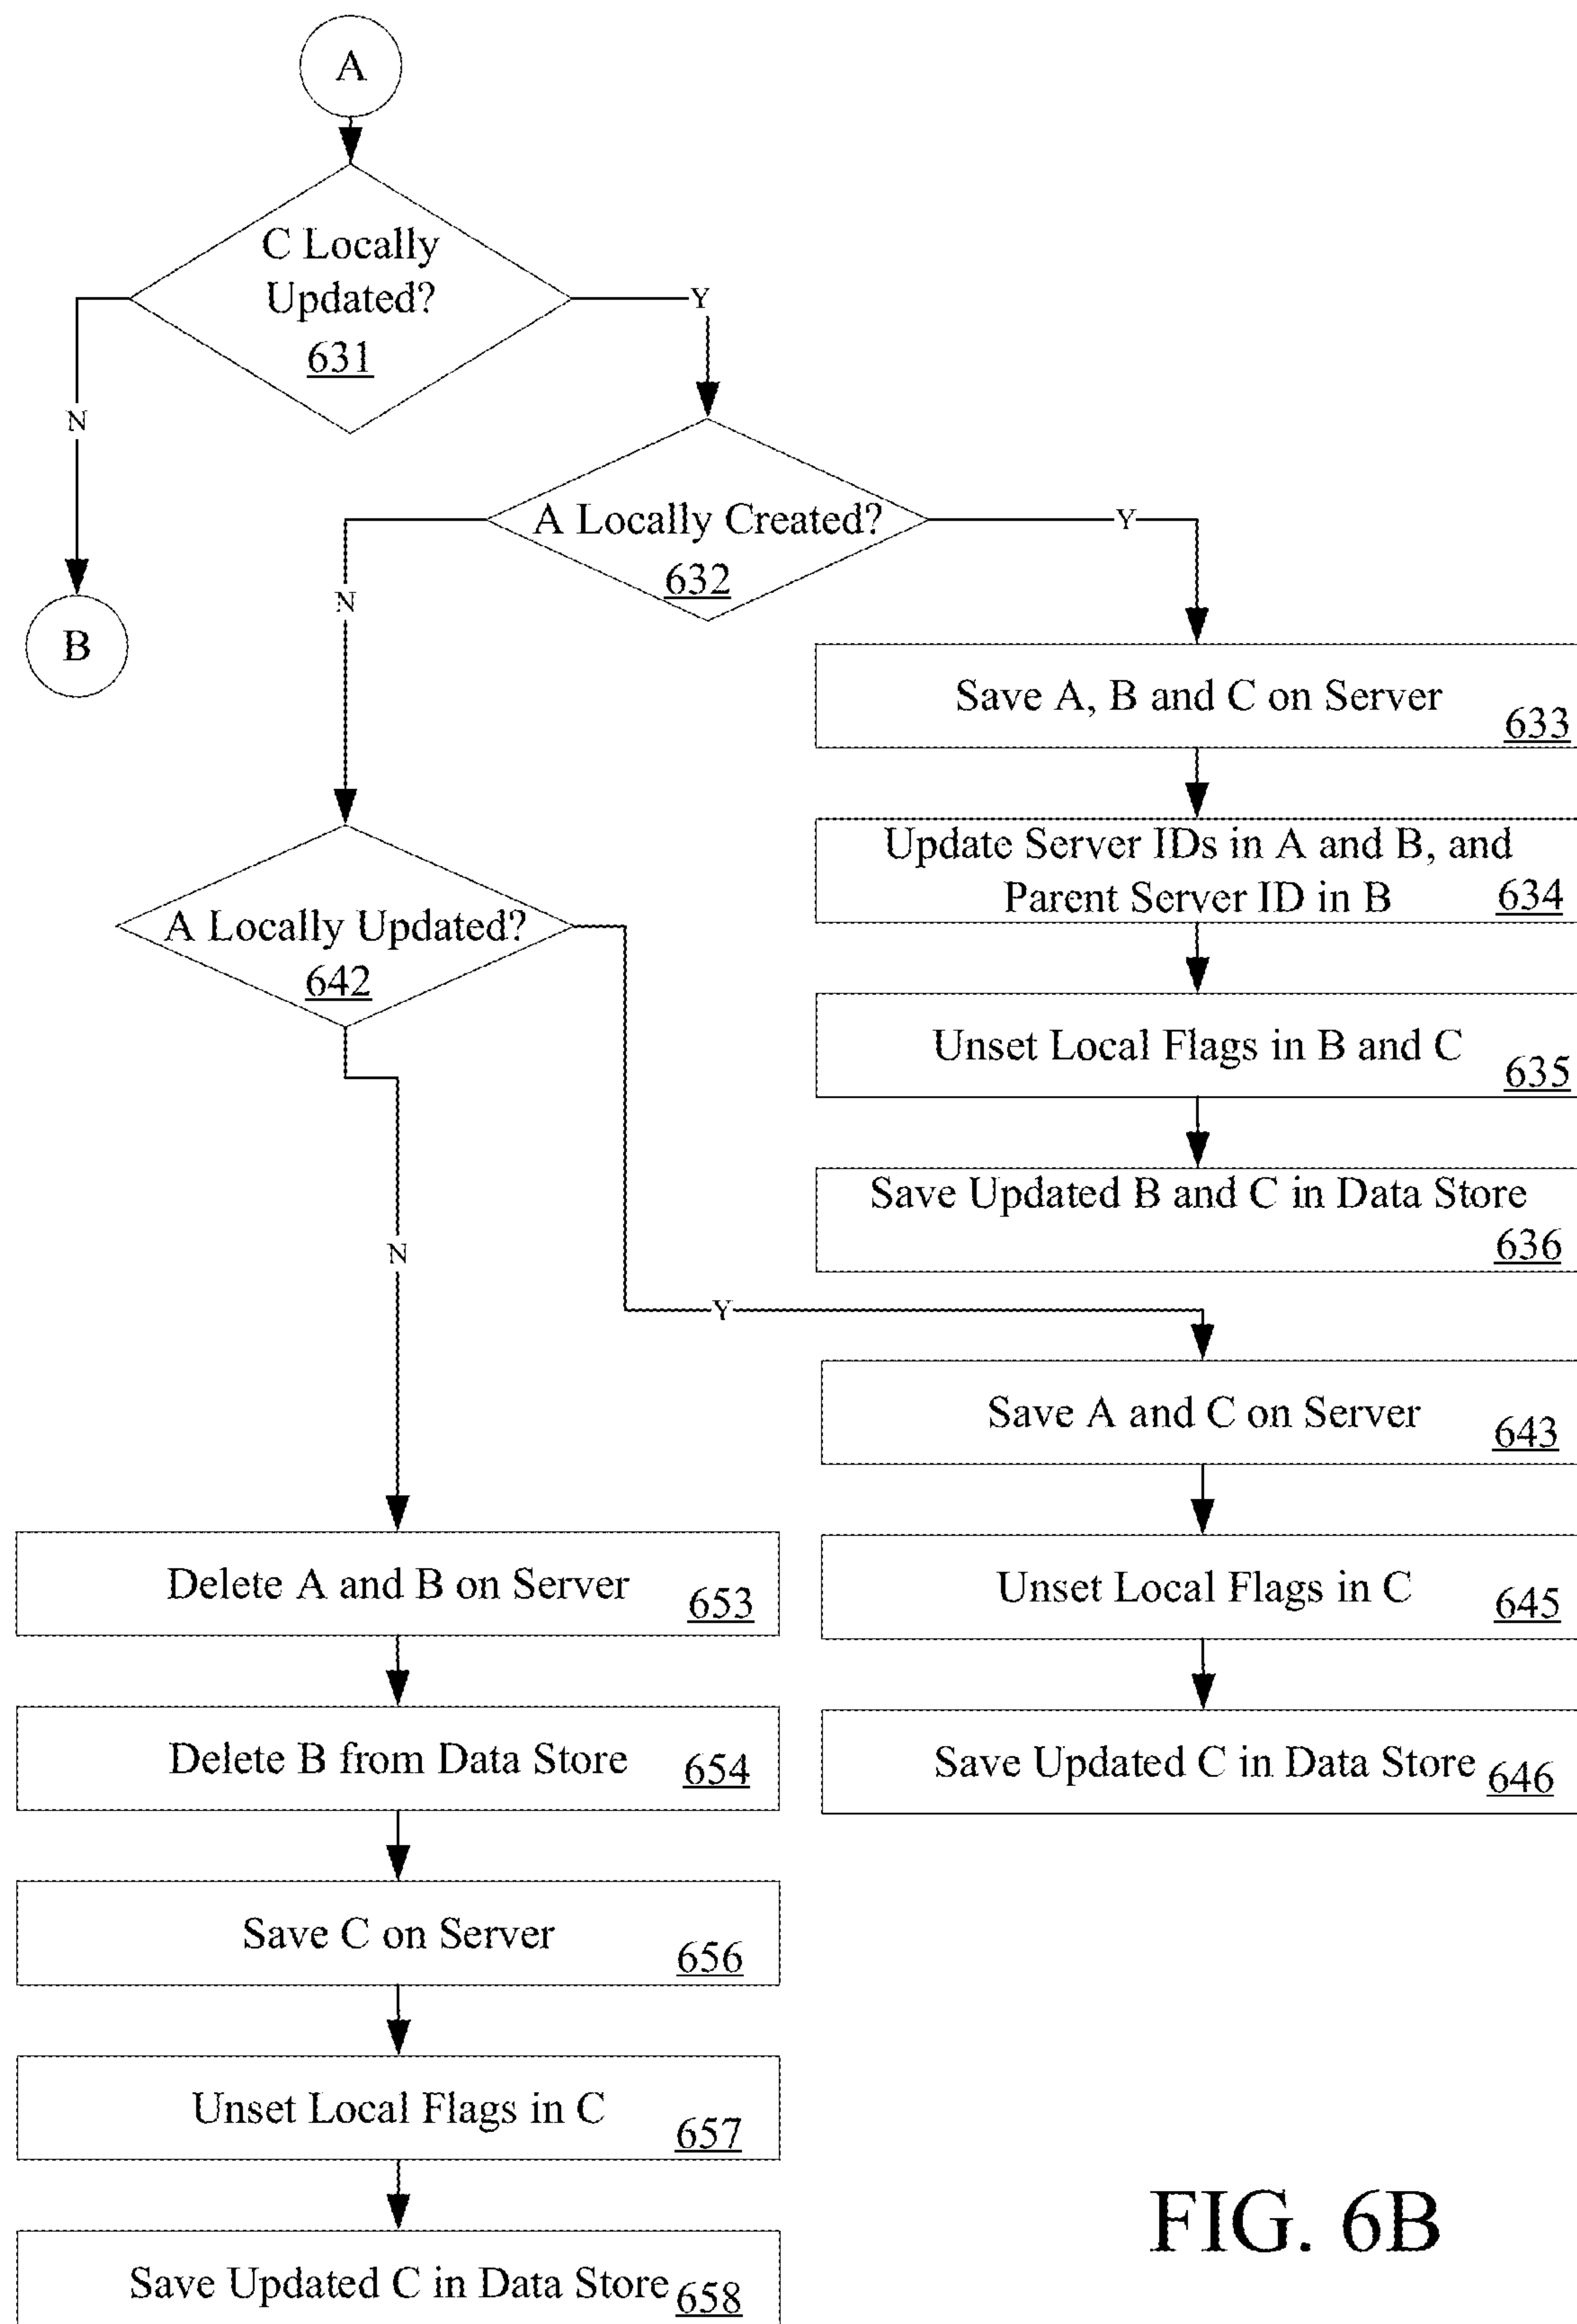 A
C Locally
Updated?
631
Y
N
A Locally Created?
632
Y
N
B
Save A, B and C on Server
633
Update Server IDs in A and B, and
Parent Server ID in B
634
A Locally Updated?
642
Unset Local Flags in B and C
635
Save Updated B and C in Data Store
636
N
Y
Save A and C on Server
643
Delete A and B on Server
653
Unset Local Flags in C
645
Delete B from Data Store
654
Save Updated C in Data Store
646
Save C on Server
656
Unset Local Flags in C
657
Save Updated C in Data Store
658
FIG. 6B